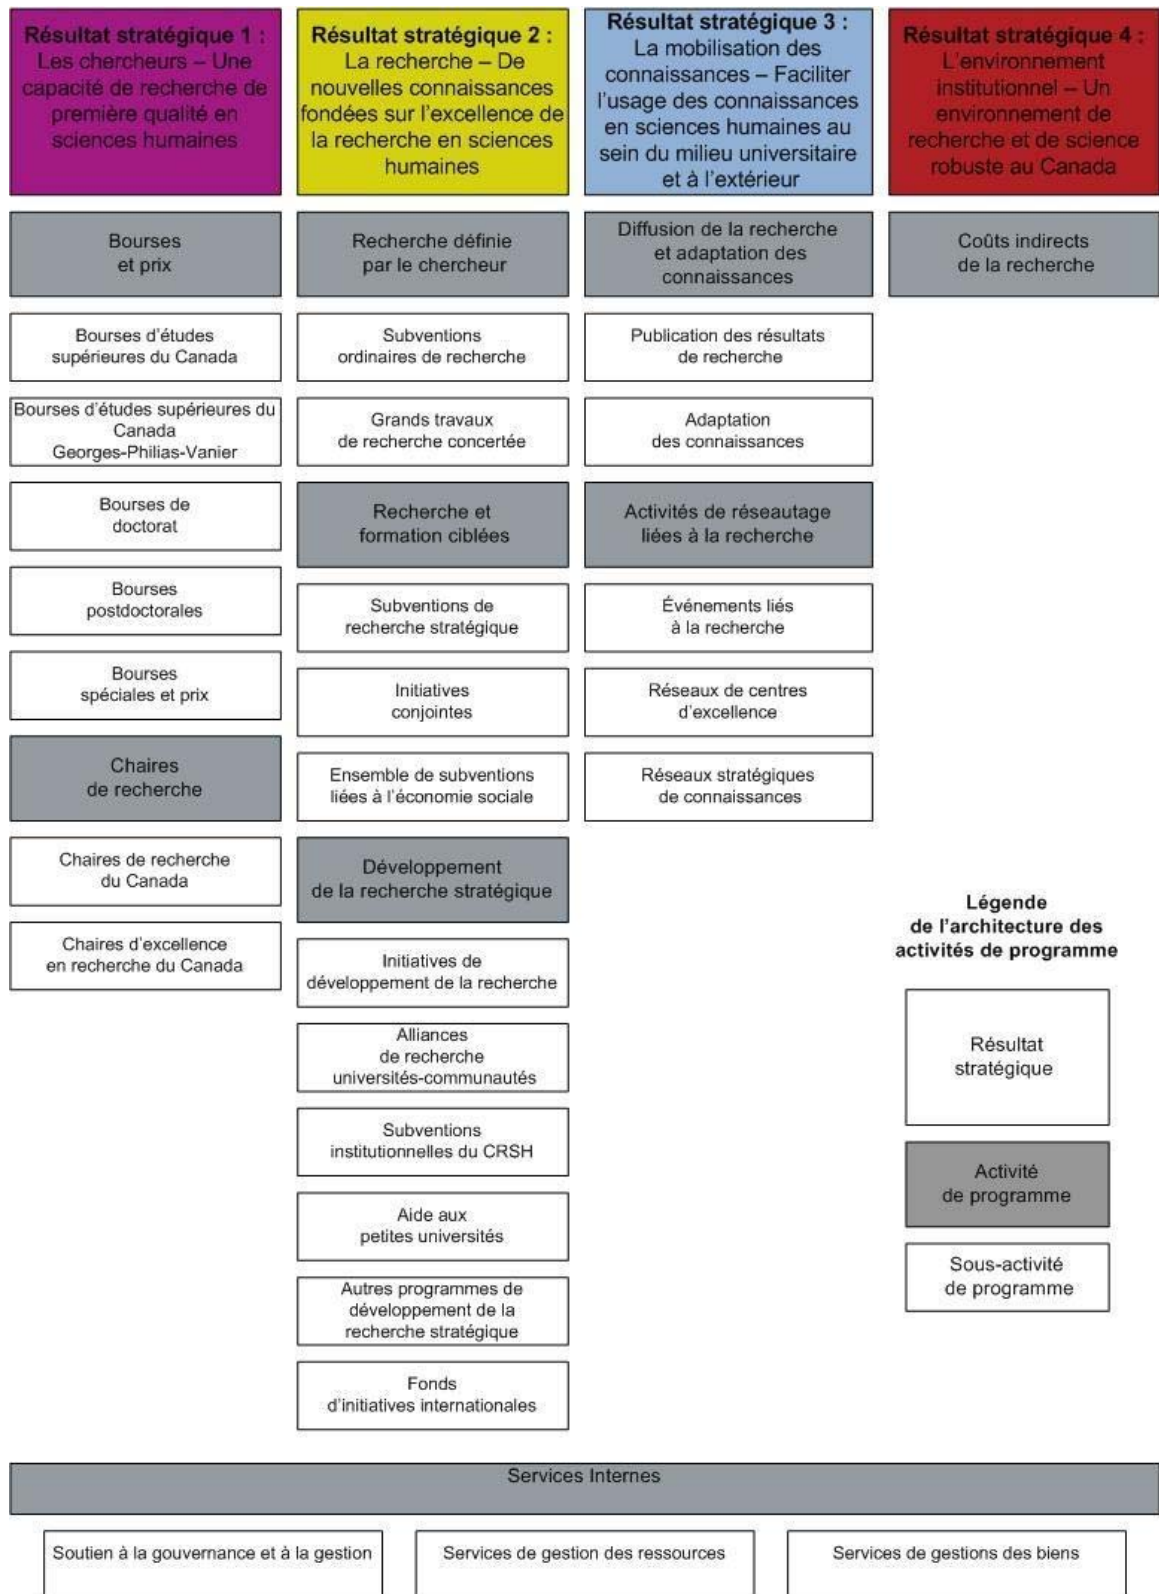 Résultat stratégique 1 :
Les chercheurs – Une
capacité de recherche de
première qualité en
sciences humaines
Bourses
et prix
Bourses d'études
supérieures du Canada
Bourses d'études supérieures du
Canada
Georges-Philias-Vanier
Bourses de
doctorat
Bourses
postdoctorales
Bourses
spéciales et prix
Chaires
de recherche
Chaires de recherche
du Canada
Chaires d'excellence
en recherche du Canada
Résultat stratégique 2 :
La recherche – De
nouvelles connaissances
fondées sur l'excellence de
la recherche en sciences
humaines
Recherche définie
par le chercheur
Subventions
ordinaires de recherche
Grands travaux
de recherche concertée
Recherche et
formation ciblées
Subventions de
recherche stratégique
Initiatives
conjointes
Ensemble de subventions
liées à l'économie sociale
Développement
de la recherche stratégique
Initiatives de
développement de la recherche
Alliances
de recherche
universités-communautés
Subventions
institutionnelles du CRSH
Aide aux
petites universités
Autres programmes de
développement de la
recherche stratégique
Fonds
d'initiatives internationales
Résultat stratégique 3 :
La mobilisation des
connaissances – Faciliter
l'usage des connaissances
en sciences humaines au
sein du milieu universitaire
et à l'extérieur
Diffusion de la recherche
et adaptation des
connaissances
Publication des résultats
de recherche
Adaptation
des connaissances
Activités de réseautage
liées à la recherche
Événements liés
à la recherche
Réseaux de centres
d'excellence
Réseaux stratégiques
de connaissances
Résultat stratégique 4 :
L'environnement
institutionnel – Un
environnement de
recherche et de science
robuste au Canada
Coûts indirects
de la recherche
Légende
de l'architecture des
activités de programme
Résultat
stratégique
Activité
de programme
Sous-activité
de programme
Services Internes
Soutien à la gouvernance et à la gestion
Services de gestion des ressources
Services de gestions des biens